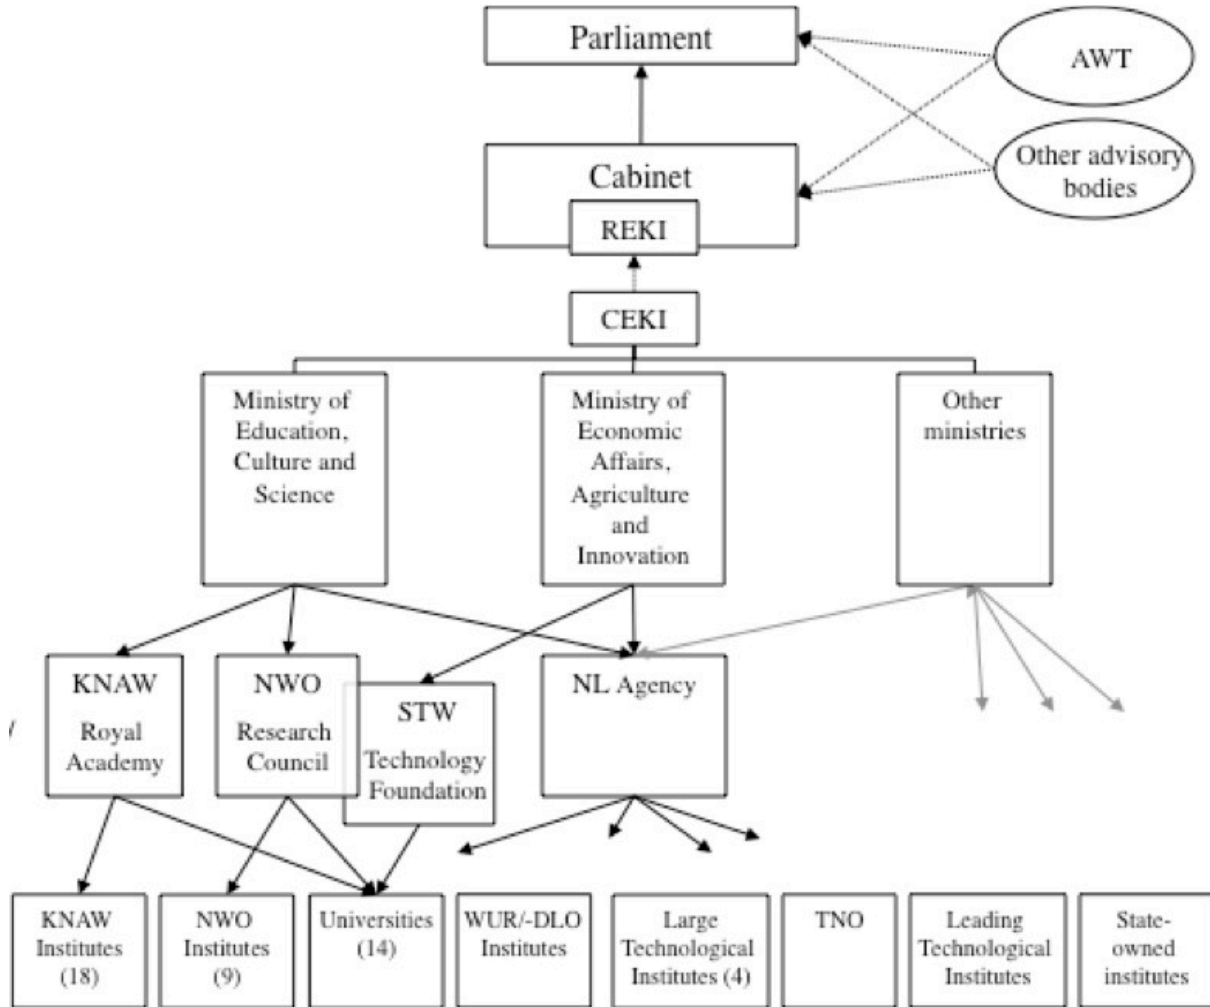 Parliament
AWT
Other advisory
bodies
Cabinet
REKI
CEKI
Ministry of
Education,
Culture and
Science
Ministry of
Economic
Affairs,
Agriculture
and
Innovation
Other
ministries
KNAW
Royal
Academy
NWO
Research
Council
STW
Technology
Foundation
NL Agency
/
KNAW
Institutes
(18)
NWO
Institutes
(9)
Universities
(14)
WUR/-DLO
Institutes
Large
Technological
Institutes (4)
TNO
Leading
Technological
Institutes
State-
owned
institutes